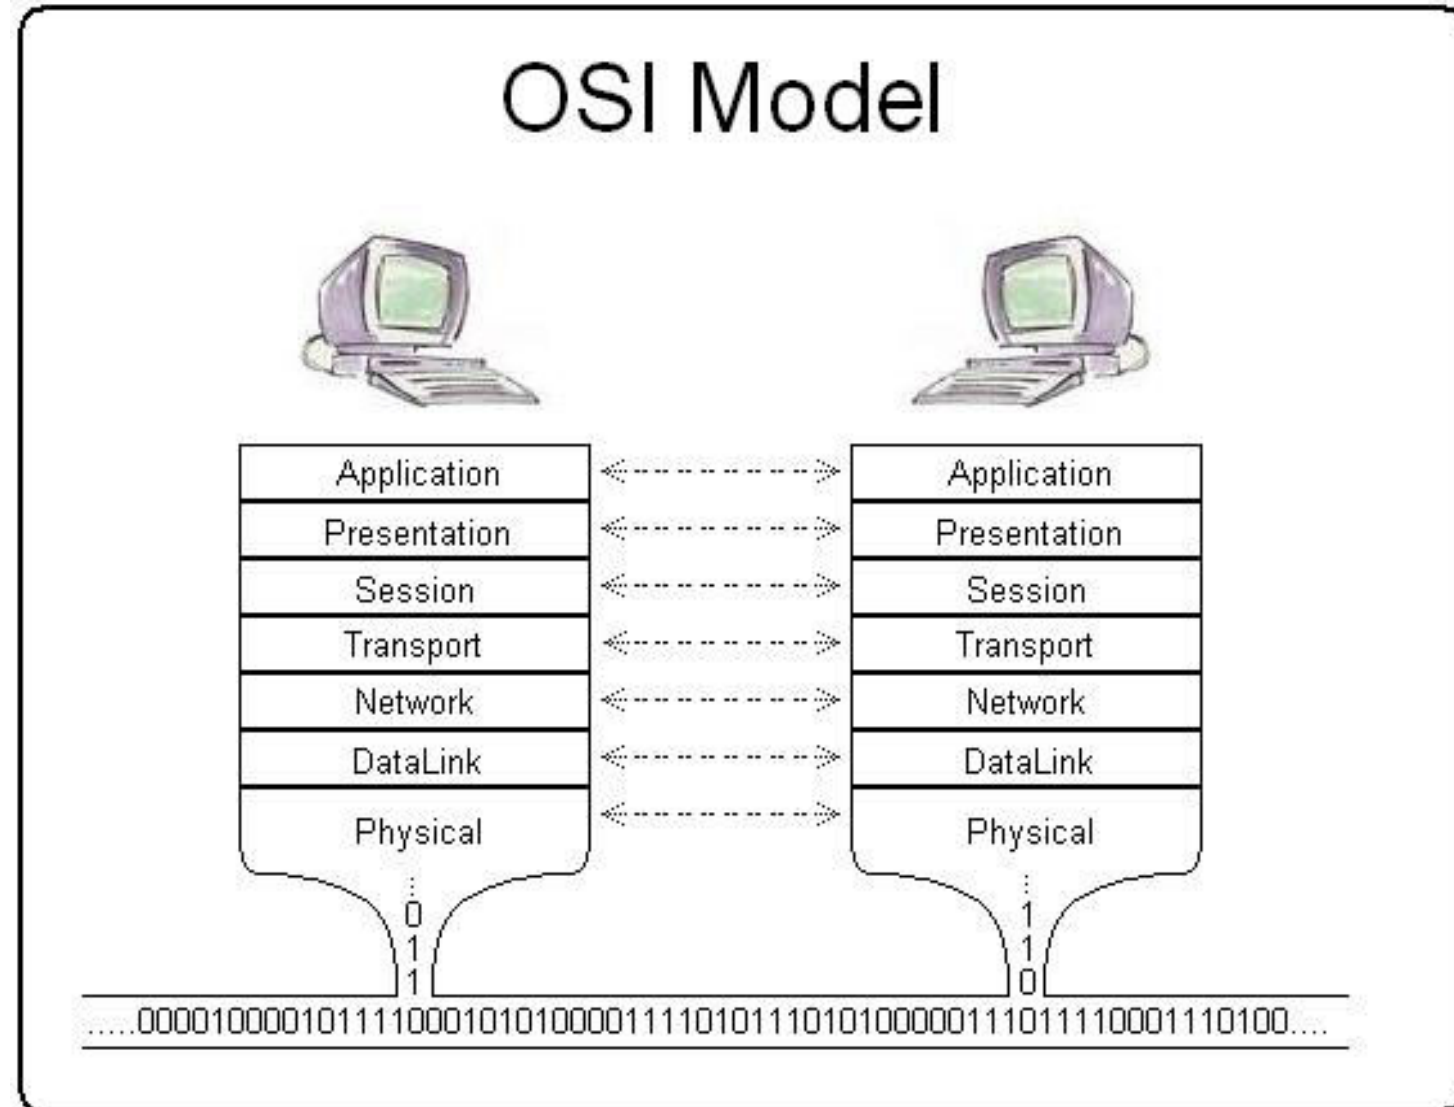 OSI Model
Application Application
Presentation Presentation
Session Session
Transport Transport
Network Network
DataLink DataLink
Physical Physical
0 1
1 1
1 0
.....0000100001011110001010100001111010111010100000111011110001110100....